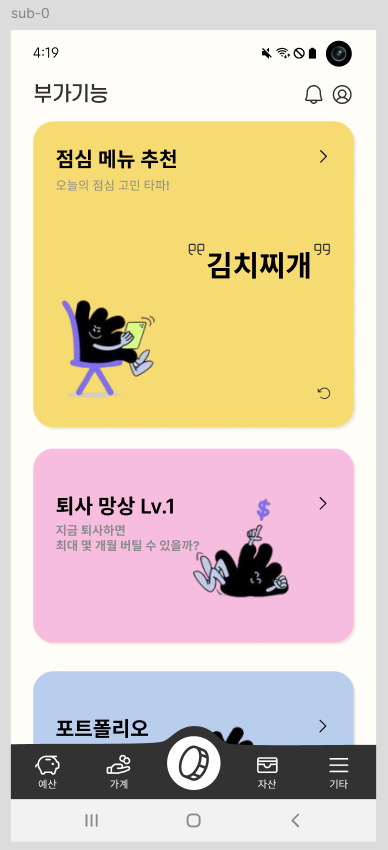 sub-0
4:19
부가기능
점심 메뉴 추천
오늘의 점심 고민 타파!
김치찌개
퇴사 망상 Lv.1
지금 퇴사하면
최대 몇 개월 버틸 수 있을까?
$
포트폴리오
예산
가계
자산
기타